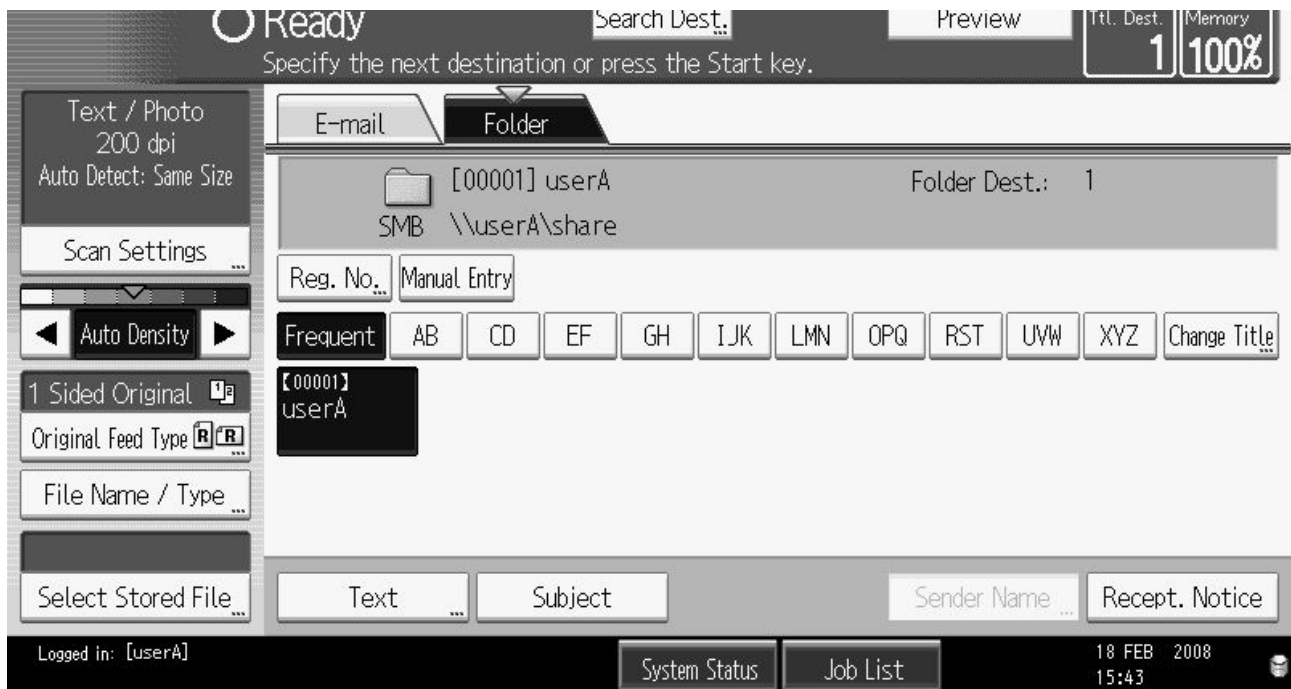 Ready
Search Dest.
Preview
Ttl. Dest.
1
Memory
100%
Specify the next destination or press the Start key.
Text / Photo
200 dpi
Auto Detect: Same Size
Scan Settings
Auto Density
1 Sided Original
Original Feed Type
File Name / Type
Select Stored File
E-mail
Folder
[00001] userA
Folder Dest.: 1
SMB \\userA\share
Reg. No.
Manual Entry
Frequent AB CD EF GH IJK LMN OPQ RST UVW XYZ Change Title
【00001】
userA
Text
Subject
Sender Name
Recept. Notice
Logged in: [userA]
System Status
Job List
18 FEB 2008
15:43